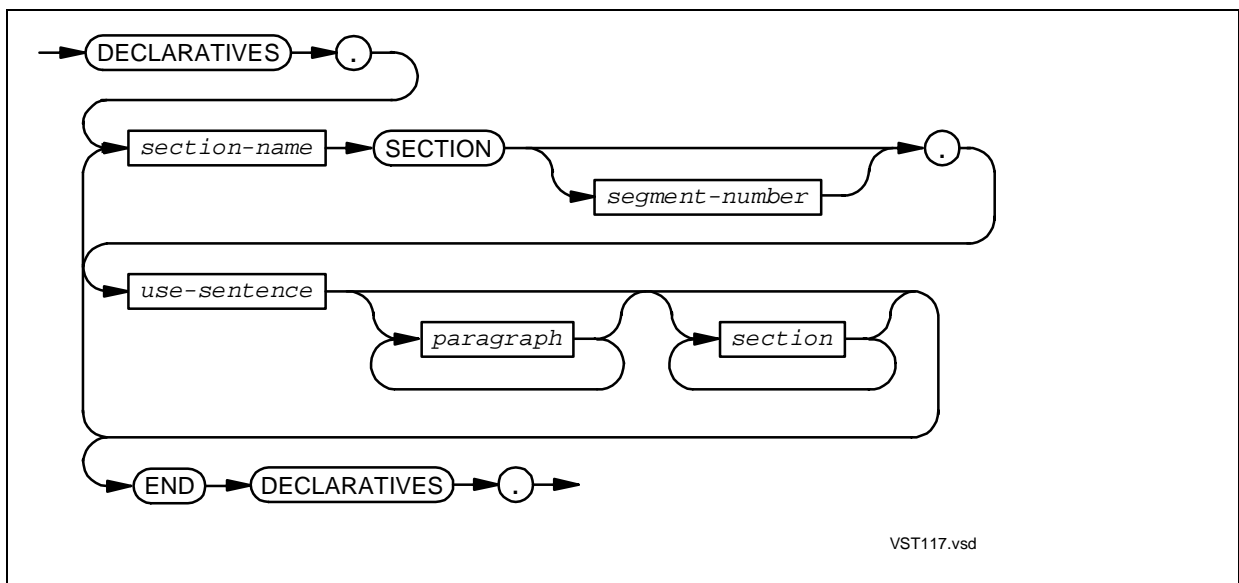 DECLARATIVES .
section-name SECTION .
segment-number
use-sentence
paragraph section
END DECLARATIVES .
VST117.vsd